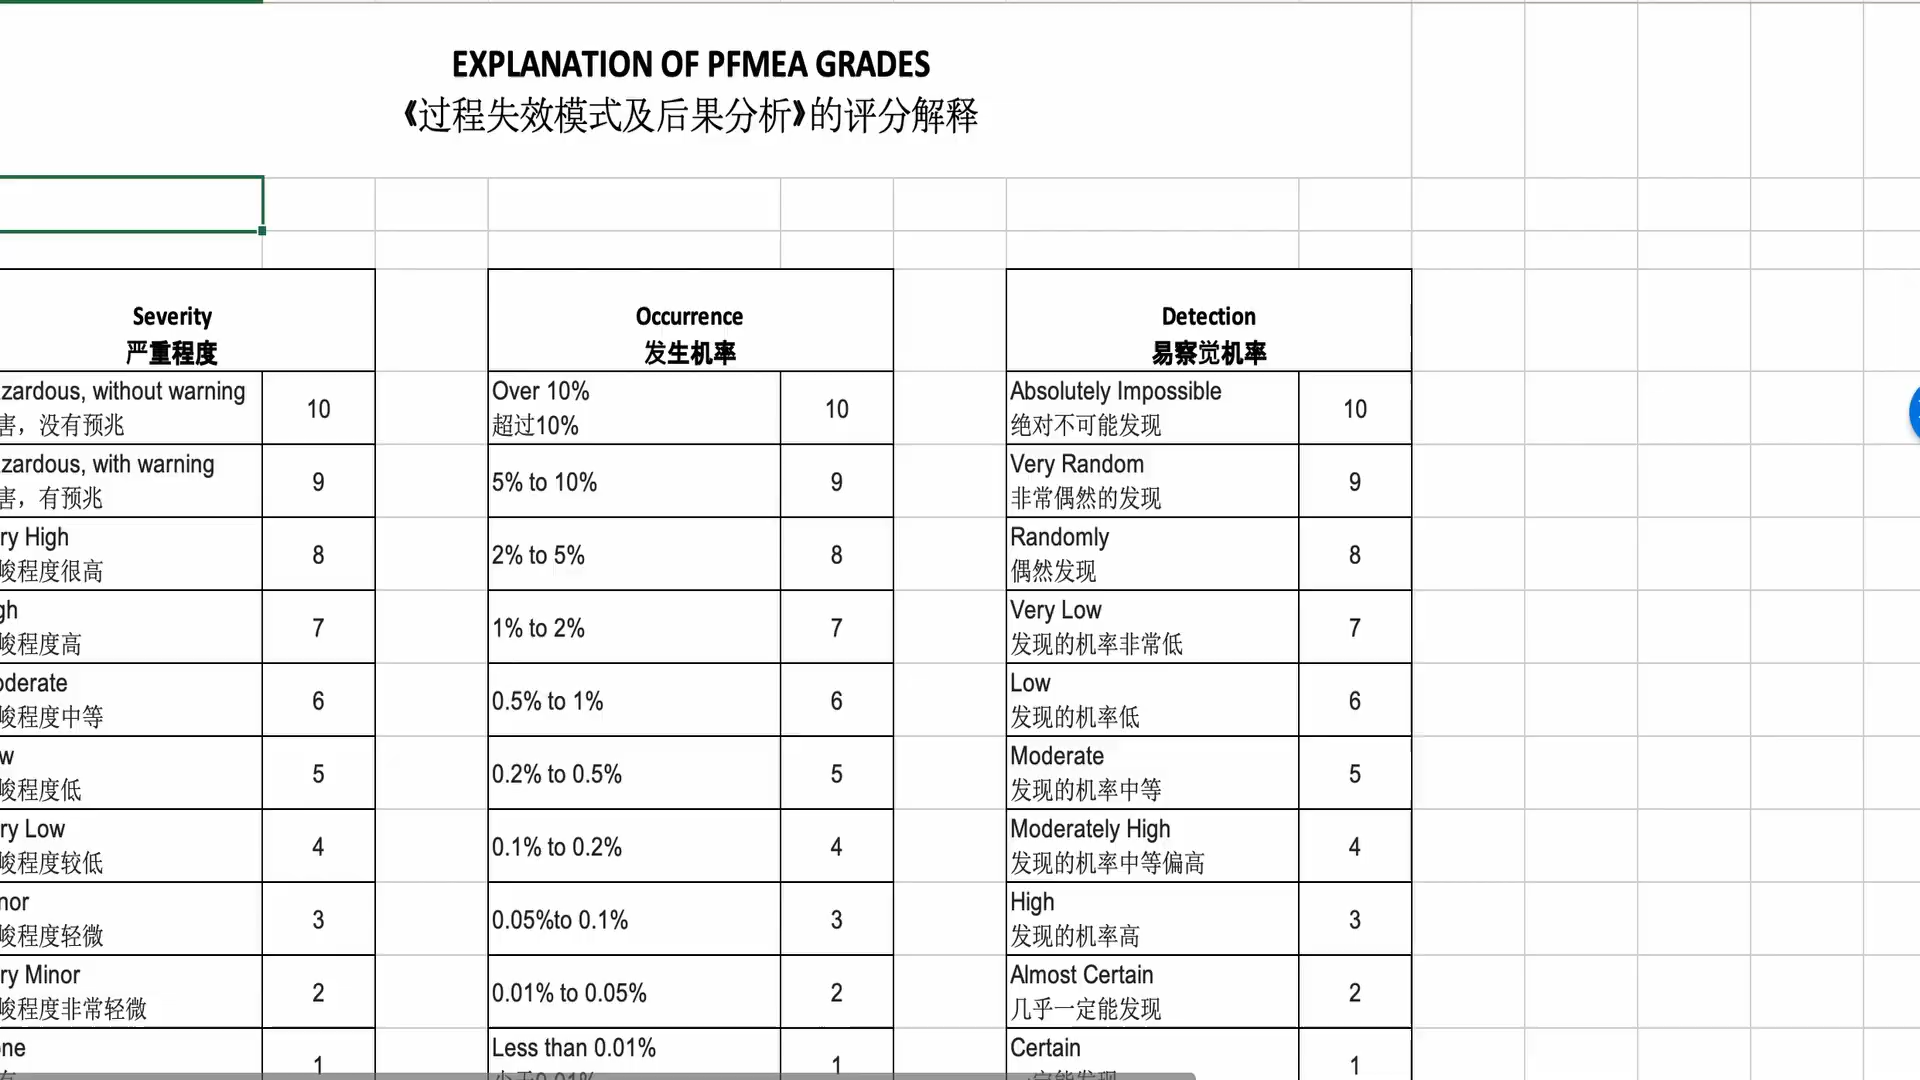 EXPLANATION OF PFMEA GRADES
《过程失效模式及后果分析》的评分解释
Severity
严重程度
Occurrence
发生机率
Detection
易察觉机率
zardous, without warning
害，没有预兆
10
Over 10%
超过10%
10
Absolutely Impossible
绝对不可能发现
10
zardous, with warning
害，有预兆
9
5% to 10%
9
Very Random
非常偶然的发现
9
ry High
峻程度很高
8
2% to 5%
8
Randomly
偶然发现
8
gh
峻程度高
7
1% to 2%
7
Very Low
发现的机率非常低
7
oderate
峻程度中等
6
0.5% to 1%
6
Low
发现的机率低
6
w
峻程度低
5
0.2% to 0.5%
5
Moderate
发现的机率中等
5
ry Low
峻程度较低
4
0.1% to 0.2%
4
Moderately High
发现的机率中等偏高
4
nor
峻程度轻微
3
0.05%to 0.1%
3
High
发现的机率高
3
ry Minor
峻程度非常轻微
2
0.01% to 0.05%
2
Almost Certain
几乎一定能发现
2
one
1
Less than 0.01%
1
Certain
1